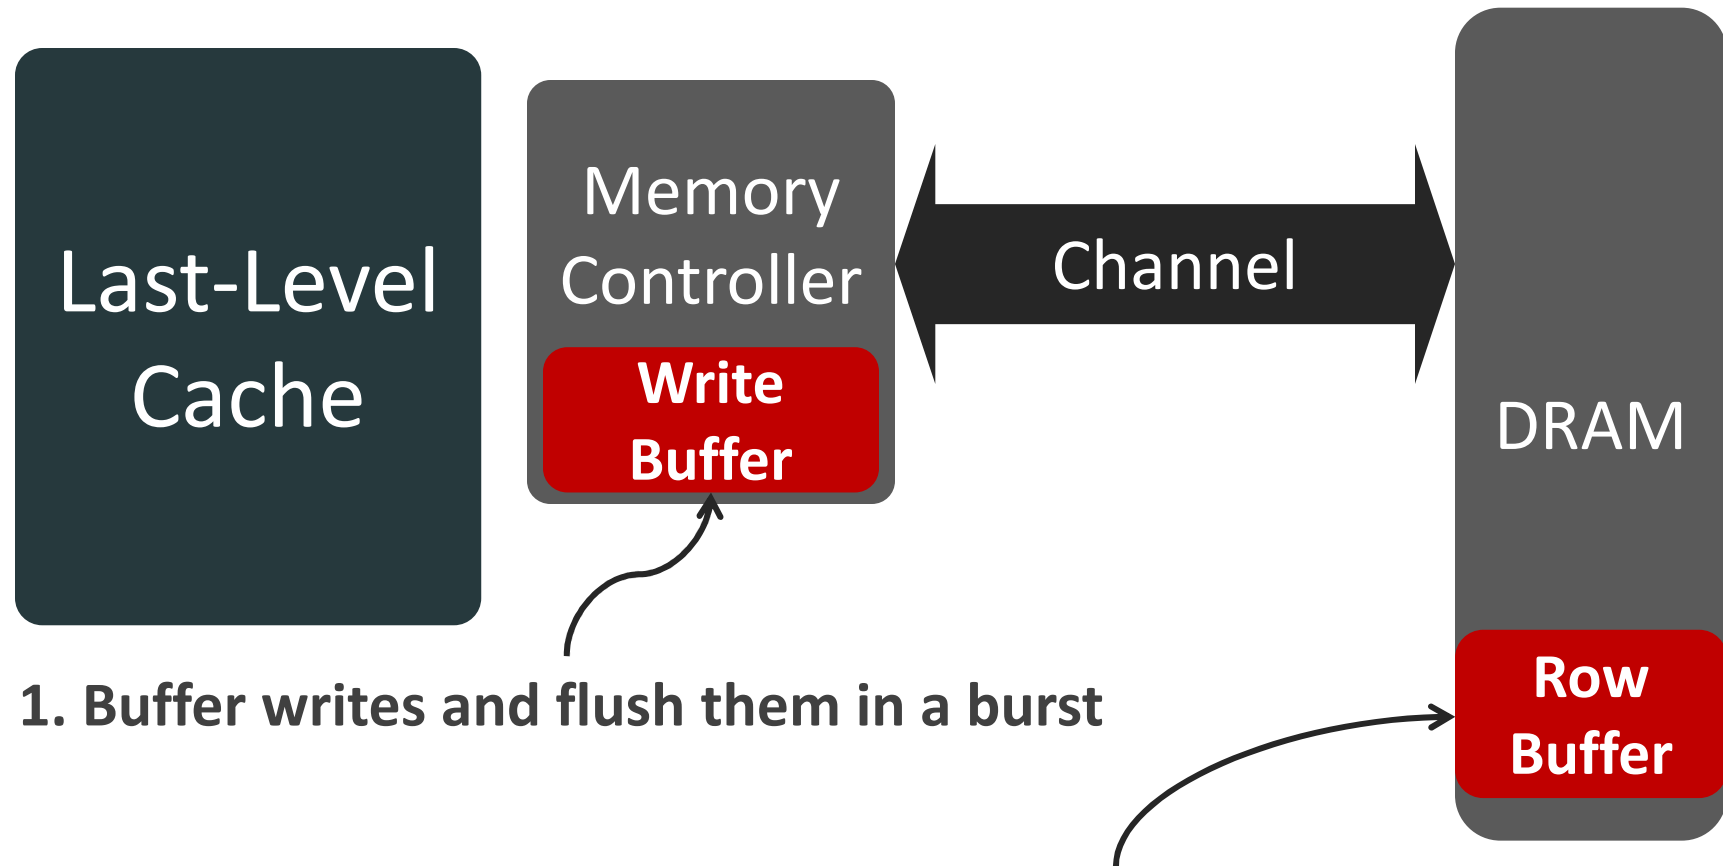 Last-Level
Cache
Memory
Controller
Write
Buffer
Channel
DRAM
Row
Buffer
1. Buffer writes and flush them in a burst